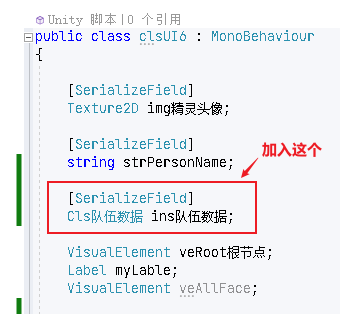 Unity 脚本|0 个引用
public class clsUI6 : MonoBehaviour
{
[SerializeField]
Texture2D img精灵头像;
[SerializeField]
string strPersonName;
加入这个
[SerializeField]
Cls队伍数据 ins队伍数据;
VisualElement veRoot根节点;
Label myLable;
VisualElement veAllFace;